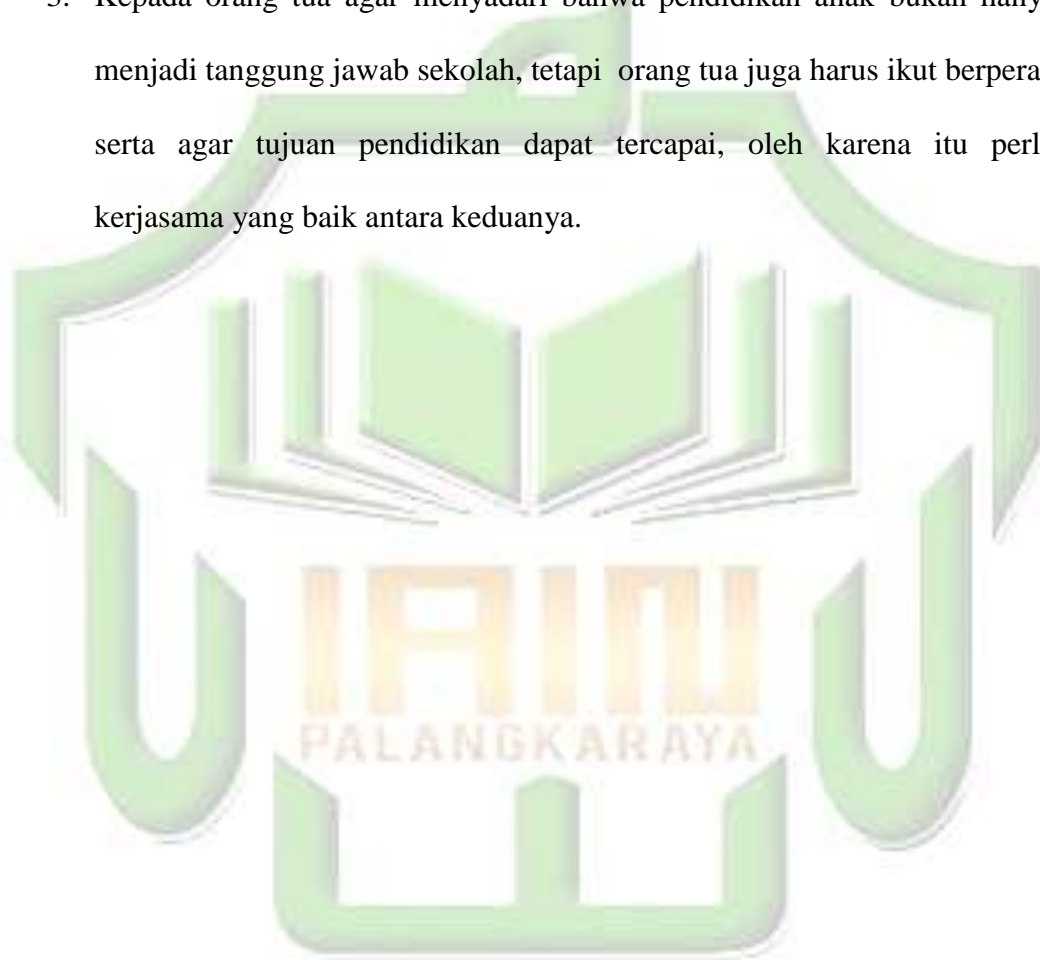 3. Kepada orang tua agar menyadari bahwa pendidikan anak bukan hany
menjadi tanggung jawab sekolah, tetapi orang tua juga harus ikut berpera
serta agar tujuan pendidikan dapat tercapai, oleh karena itu perl
kerjasama yang baik antara keduanya.
IAIN
PALANGKARAYA